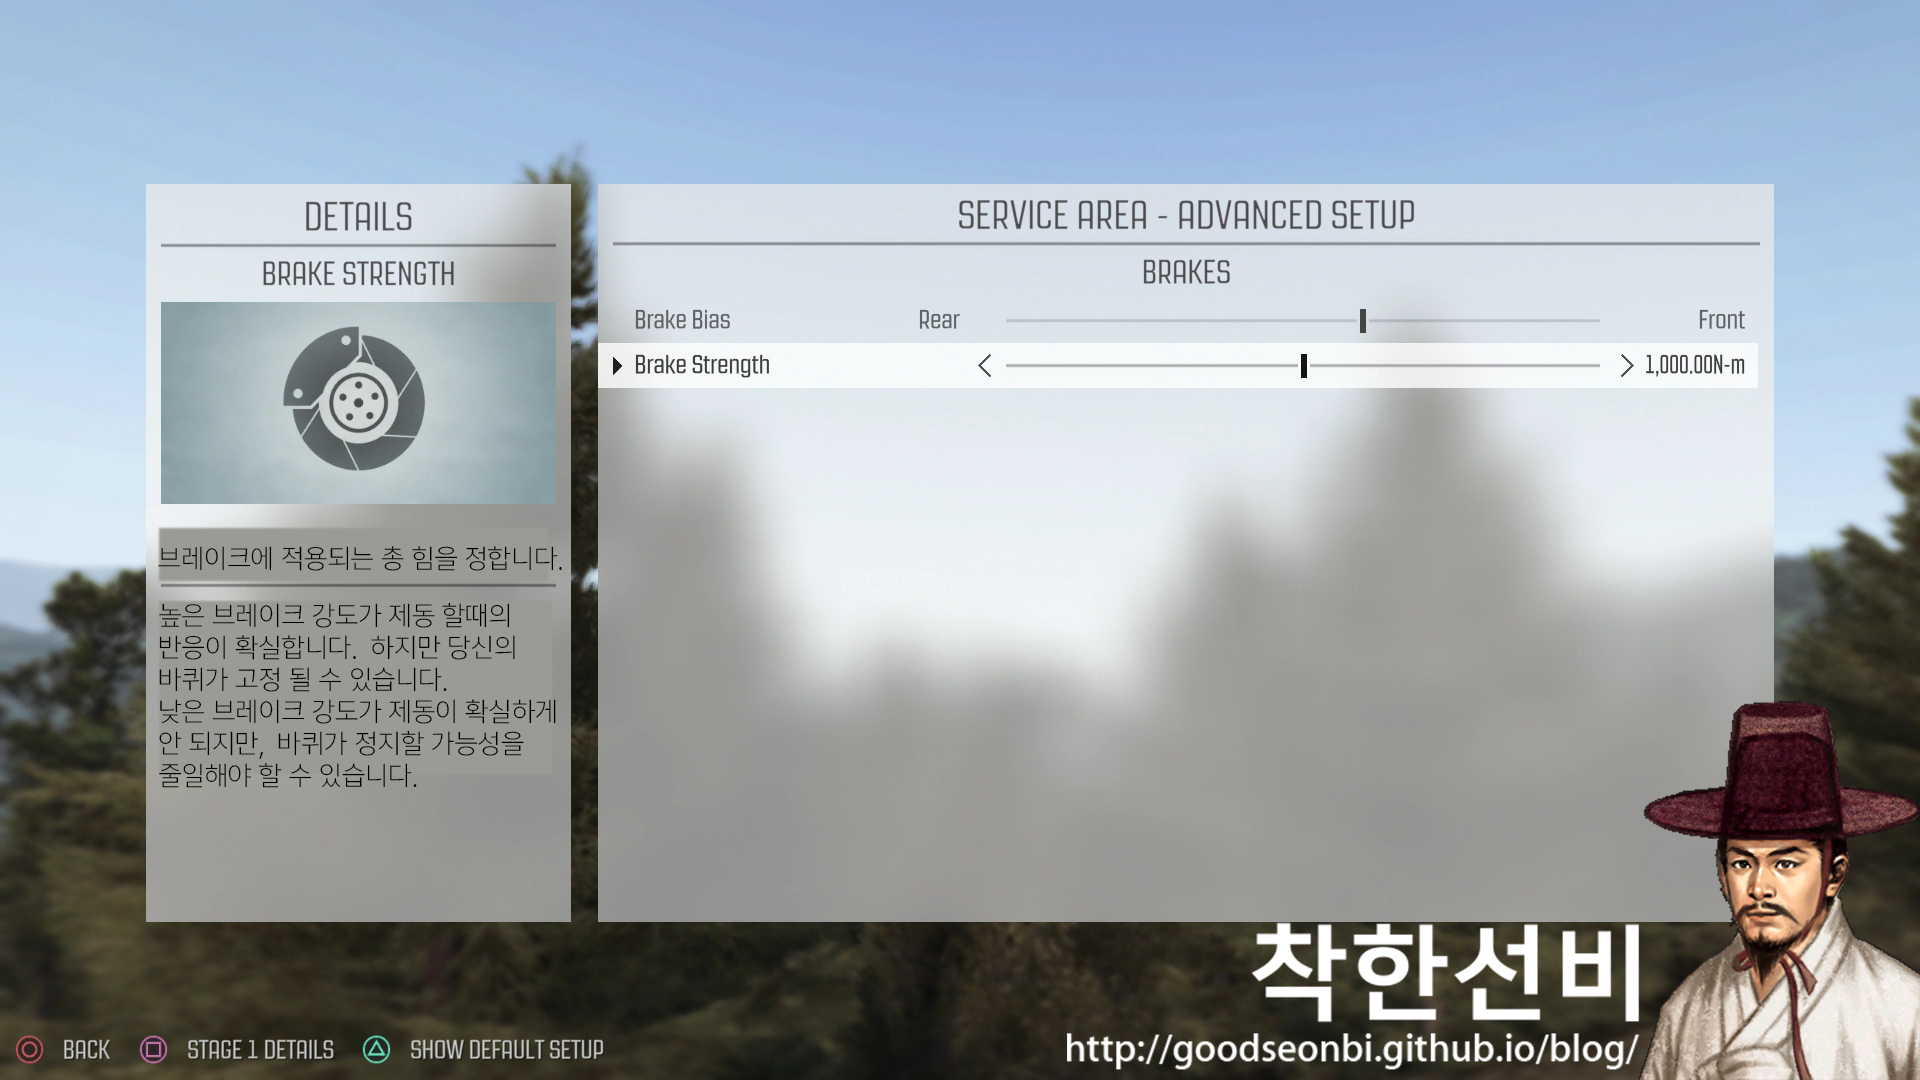 DETAILS
BRAKE STRENGTH
브레이크에 적용되는 총 힘을 정합니다.
높은 브레이크 강도가 제동 할때의
반응이 확실합니다. 하지만 당신의
바퀴가 고정 될 수 있습니다.
낮은 브레이크 강도가 제동이 확실하게
안 되지만, 바퀴가 정지할 가능성을
줄일해야 할 수 있습니다.
SERVICE AREA - ADVANCED SETUP
BRAKES
Brake Bias Rear Front
Brake Strength 1,000.00N-m
착한선비
http://goodseonbi.github.io/blog/
BACK STAGE 1 DETAILS SHOW DEFAULT SETUP